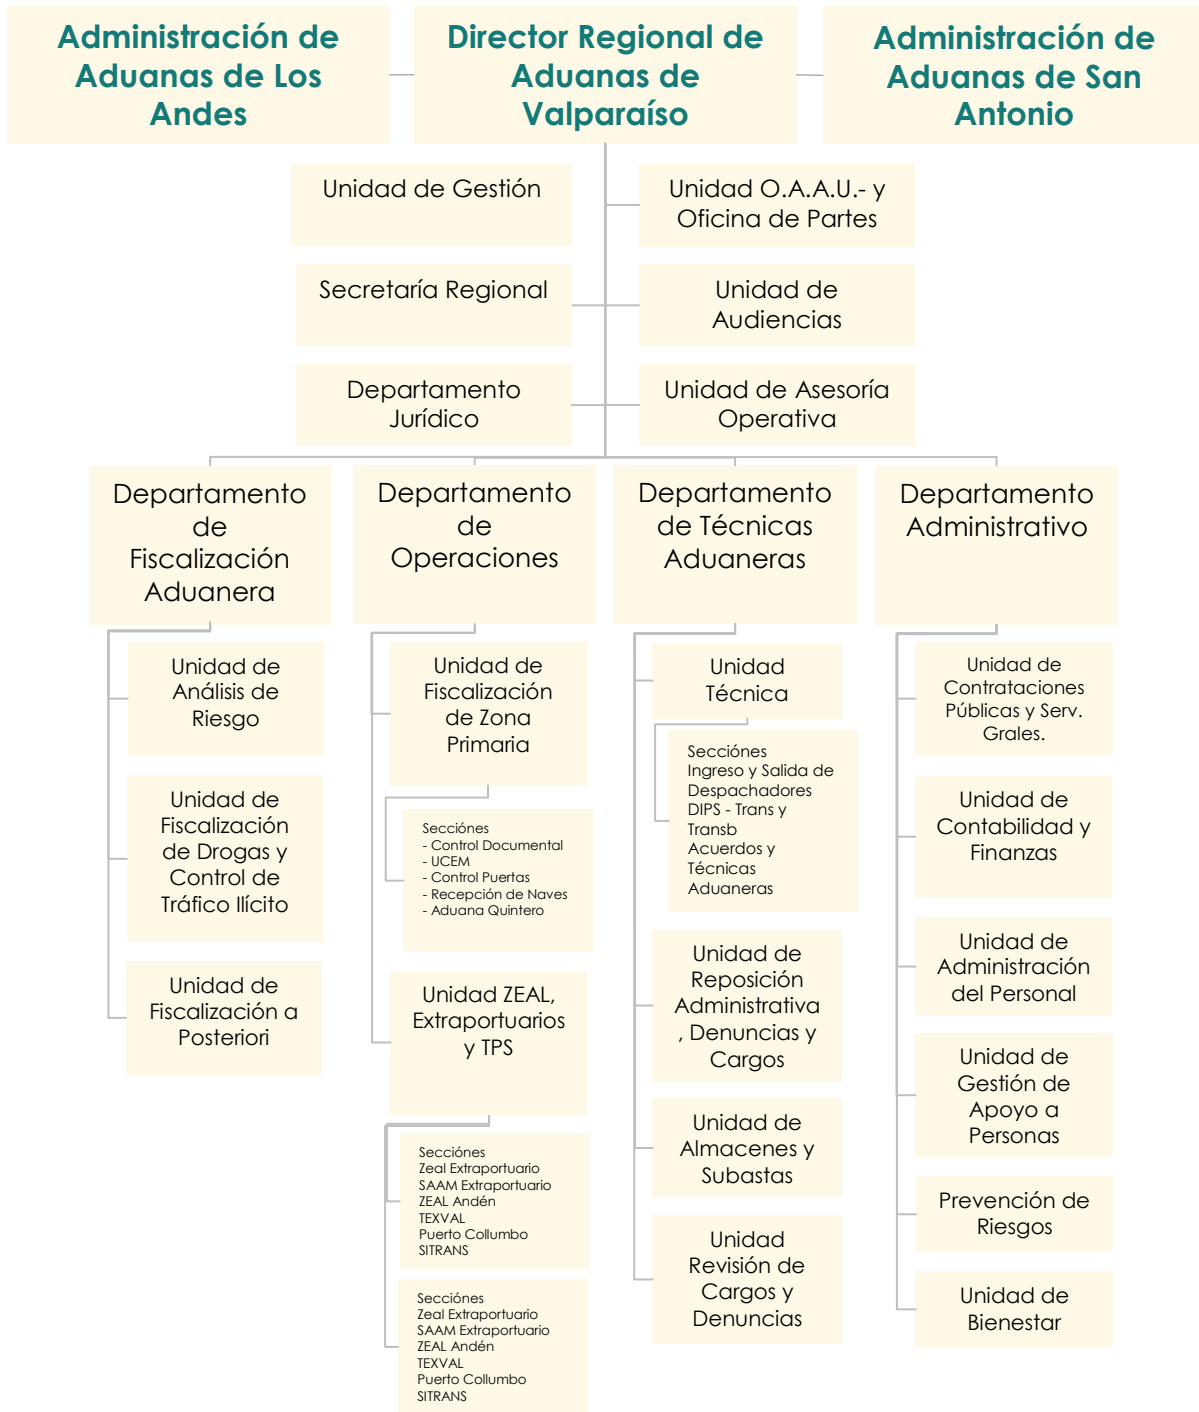 Administración de
Aduanas de Los
Andes
Director Regional de
Aduanas de
Valparaíso
Administración de
Aduanas de San
Antonio
Unidad de Gestión
Unidad O.A.A.U.- y
Oficina de Partes
Secretaría Regional
Unidad de
Audiencias
Departamento
Jurídico
Unidad de Asesoría
Operativa
Departamento
de
Fiscalización
Aduanera
Unidad de
Análisis de
Riesgo
Unidad de
Fiscalización
de Drogas y
Control de
Tráfico Ilícito
Unidad de
Fiscalización a
Posteriori
Departamento
de
Operaciones
Unidad de
Fiscalización
de Zona
Primaria
Secciónes
- Control Documental
- UCEM
- Control Puertas
- Recepción de Naves
- Aduana Quintero
Unidad ZEAL,
Extraportuarios
y TPS
Secciónes
Zeal Extraportuario
SAAM Extraportuario
ZEAL Andén
TEXVAL
Puerto Collumbo
SITRANS
Secciónes
Zeal Extraportuario
SAAM Extraportuario
ZEAL Andén
TEXVAL
Puerto Collumbo
SITRANS
Departamento
de Técnicas
Aduaneras
Unidad
Técnica
Secciónes
Ingreso y Salida de
Despachadores
DIPS - Trans y
Transb
Acuerdos y
Técnicas
Aduaneras
Unidad de
Reposición
Administrativa
, Denuncias y
Cargos
Unidad de
Almacenes y
Subastas
Unidad
Revisión de
Cargos y
Denuncias
Departamento
Administrativo
Unidad de
Contrataciones
Públicas y Serv.
Grales.
Unidad de
Contabilidad y
Finanzas
Unidad de
Administración
del Personal
Unidad de
Gestión de
Apoyo a
Personas
Prevención de
Riesgos
Unidad de
Bienestar